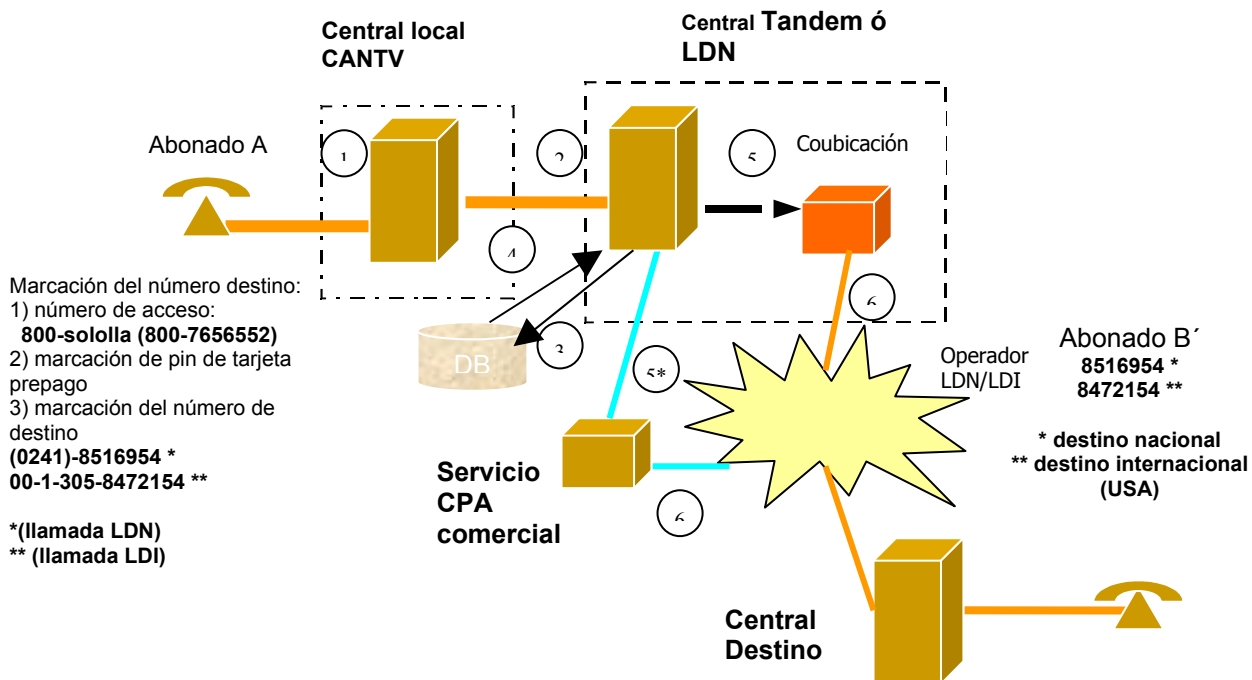 Central local
CANTV
Central Tandem ó
LDN
Abonado A
1
2
5
Coubicación
4
6
Marcación del número destino:
1) número de acceso:
800-sololla (800-7656552)
2) marcación de pin de tarjeta
prepago
3) marcación del número de
destino
(0241)-8516954 *
00-1-305-8472154 **
*(llamada LDN)
** (llamada LDI)
DB
3
5*
Operador
LDN/LDI
Abonado B´
8516954 *
8472154 **
* destino nacional
** destino internacional
(USA)
Servicio
CPA
comercial
6
Central
Destino